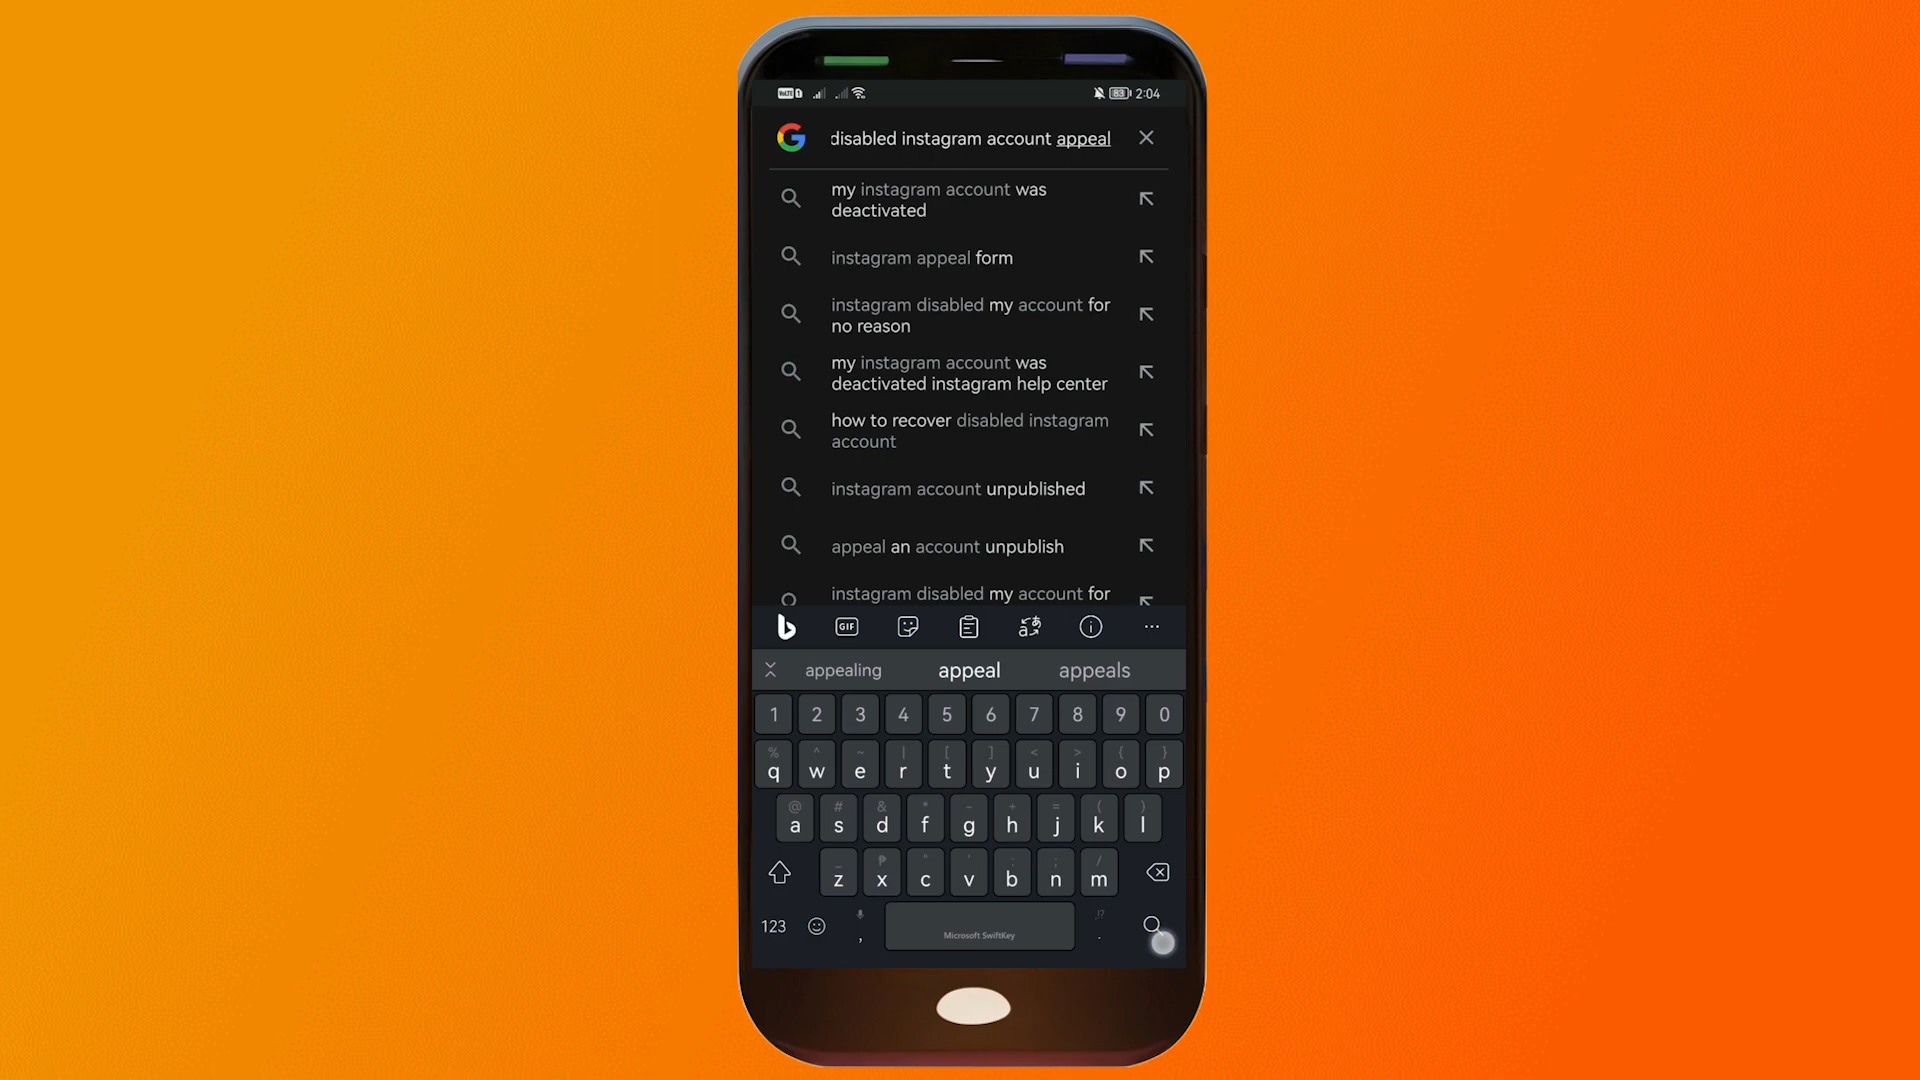 VoLTE 1 83 2:04
disabled instagram account appeal
my instagram account was
deactivated
instagram appeal form
instagram disabled my account for
no reason
my instagram account was
deactivated instagram help center
how to recover disabled instagram
account
instagram account unpublished
appeal an account unpublish
instagram disabled my account for
GIF
appealing appeal appeals
1 2 3 4 5 6 7 8 9 0
% ^ ~ | [ ] < > { }
q w e r t y u i o p
@ # & * - + = ( )
a s d f g h j k l
_ ₱ " ' : ; /
z x c v b n m
123 , ,!? .
Microsoft SwiftKey